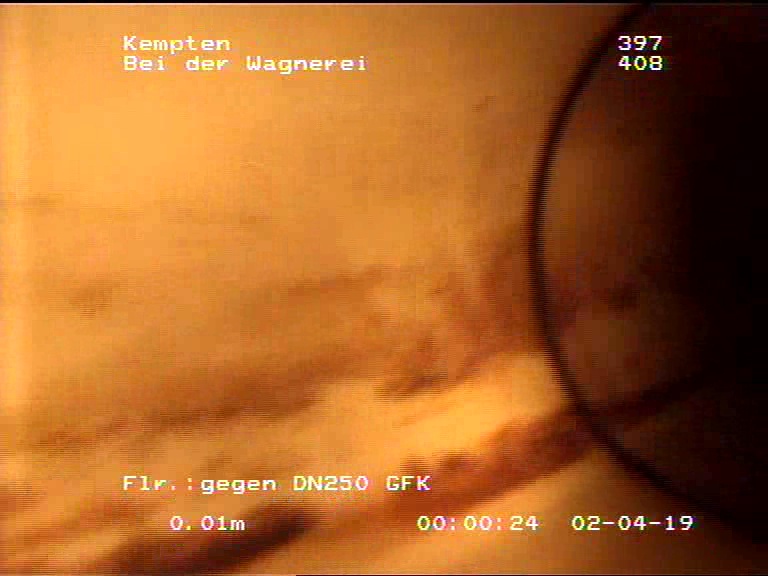 Kempten 397
Bei der Wagnerei 408
Flr.:gegen DN250 GFK
0.01m 00:00:24 02-04-19